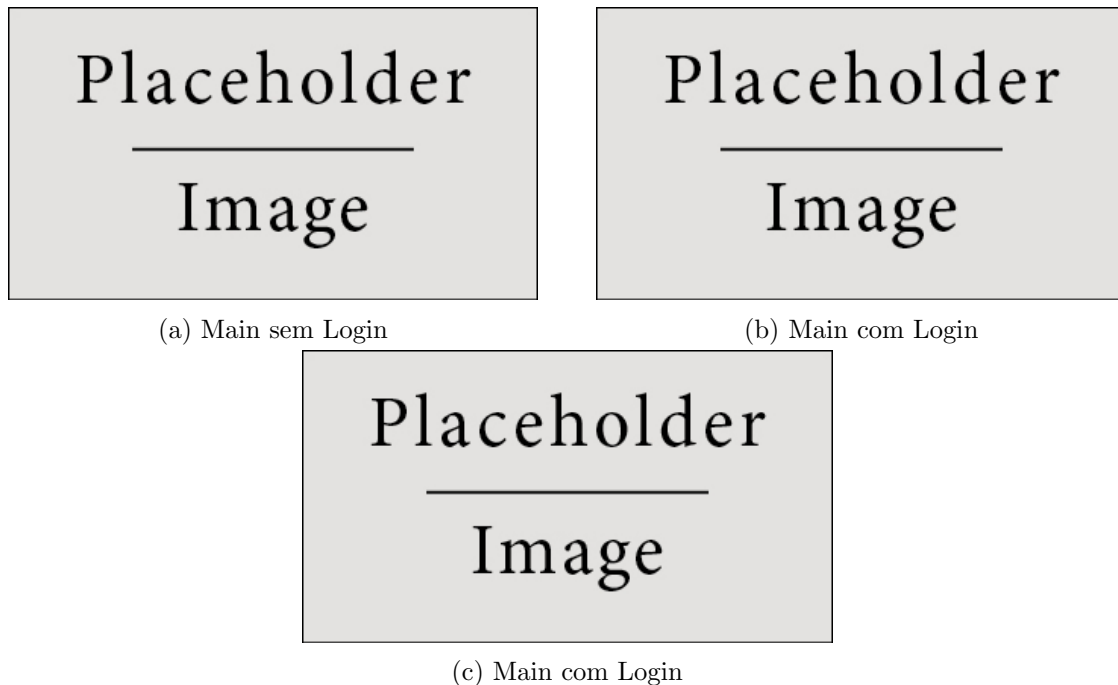 Placeholder
Image
(a) Main sem Login
Placeholder
Image
(b) Main com Login
Placeholder
Image
(c) Main com Login